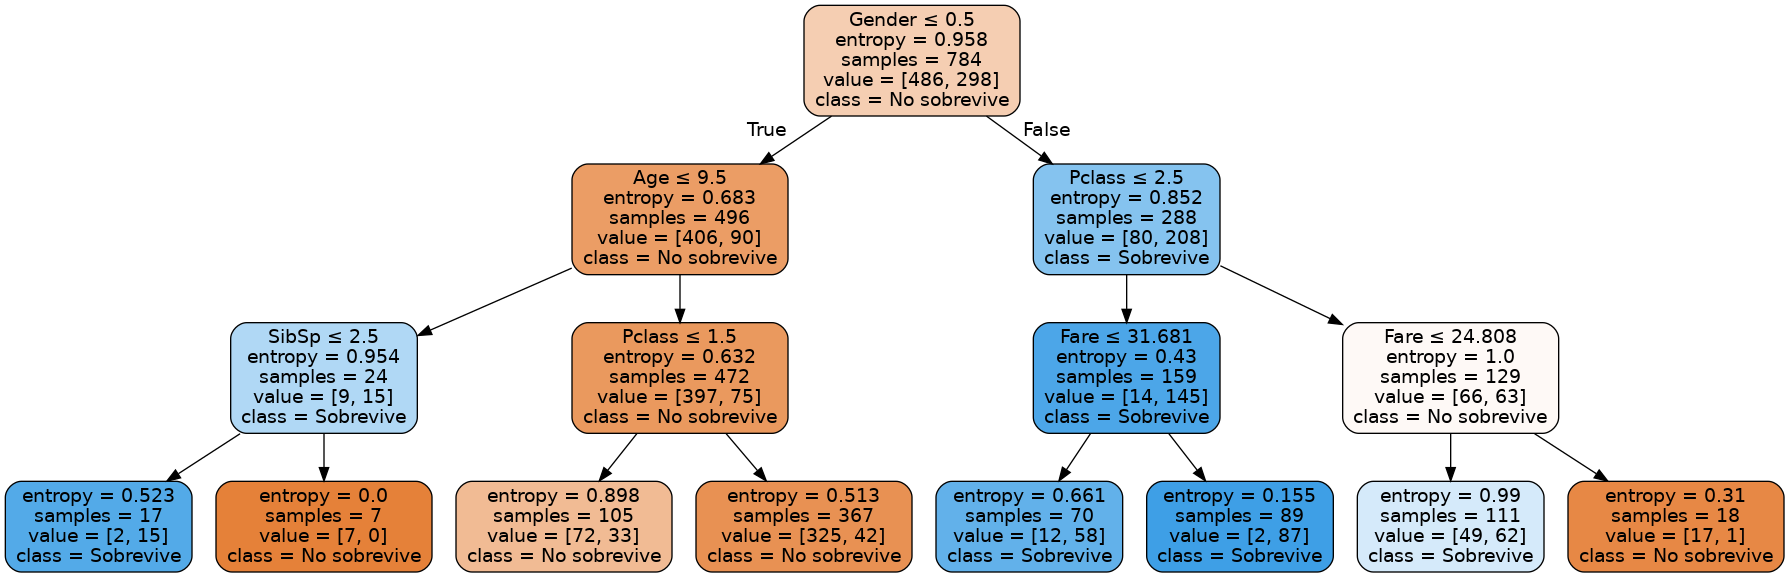 Gender ≤ 0.5
entropy = 0.958
samples = 784
value = [486, 298]
class = No sobrevive
True
False
Age ≤ 9.5
entropy = 0.683
samples = 496
value = [406, 90]
class = No sobrevive
Pclass ≤ 2.5
entropy = 0.852
samples = 288
value = [80, 208]
class = Sobrevive
SibSp ≤ 2.5
entropy = 0.954
samples = 24
value = [9, 15]
class = Sobrevive
Pclass ≤ 1.5
entropy = 0.632
samples = 472
value = [397, 75]
class = No sobrevive
Fare ≤ 31.681
entropy = 0.43
samples = 159
value = [14, 145]
class = Sobrevive
Fare ≤ 24.808
entropy = 1.0
samples = 129
value = [66, 63]
class = No sobrevive
entropy = 0.523
samples = 17
value = [2, 15]
class = Sobrevive
entropy = 0.0
samples = 7
value = [7, 0]
class = No sobrevive
entropy = 0.898
samples = 105
value = [72, 33]
class = No sobrevive
entropy = 0.513
samples = 367
value = [325, 42]
class = No sobrevive
entropy = 0.661
samples = 70
value = [12, 58]
class = Sobrevive
entropy = 0.155
samples = 89
value = [2, 87]
class = Sobrevive
entropy = 0.99
samples = 111
value = [49, 62]
class = Sobrevive
entropy = 0.31
samples = 18
value = [17, 1]
class = No sobrevive